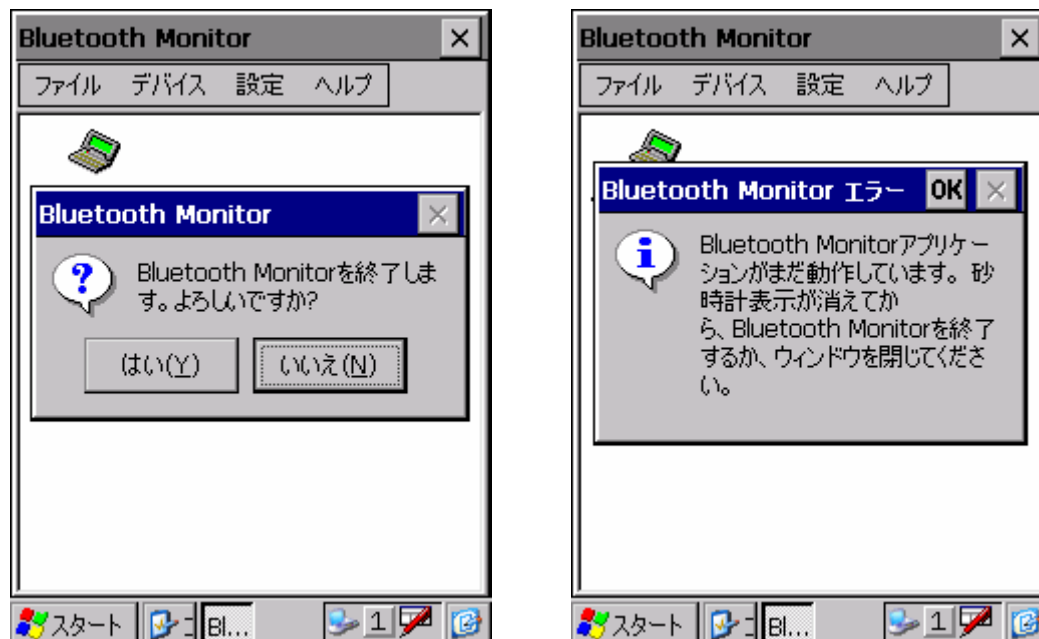 Bluetooth Monitor
ファイル デバイス 設定 ヘルプ
Bluetooth Monitor
Bluetooth Monitorを終了しま
す。よろしいですか?
はい(Y) いいえ(N)
スタート コ Bl... 1
Bluetooth Monitor
ファイル デバイス 設定 ヘルプ
Bluetooth Monitor エラー OK
Bluetooth Monitorアプリケー
ションがまだ動作しています。砂
時計表示が消えてか
ら、Bluetooth Monitorを終了
するか、ウィンドウを閉じてくださ
い。
スタート コ Bl... 1